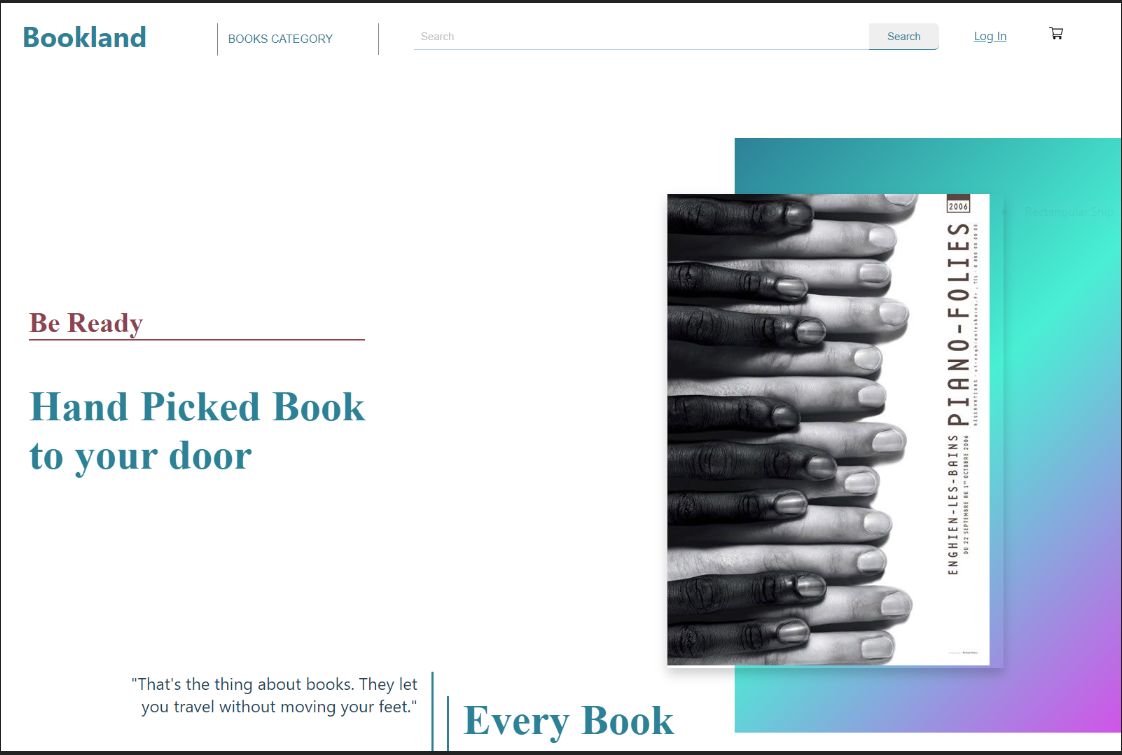 Bookland
BOOKS CATEGORY
Search
Search
Log In
Rectangular Snip
Be Ready
Hand Picked Book
to your door
2006
PIANO-FOLIES
ENGHIEN-LES-BAINS
DU 22 SEPTEMBRE AU 1er OCTOBRE 2006
"That's the thing about books. They let
you travel without moving your feet."
Every Book